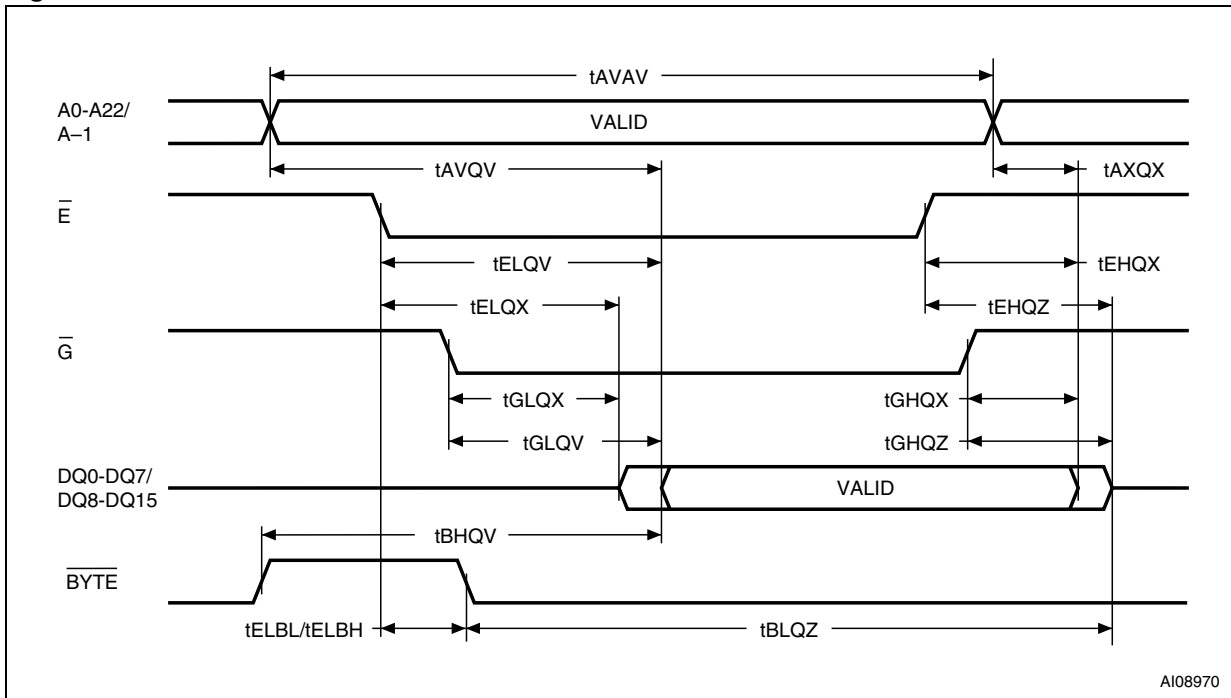 tAVAV
A0-A22/
A–1
VALID
tAVQV
tAXQX
E
tELQV
tEHQX
tELQX
tEHQZ
G
tGLQX
tGHQX
tGLQV
tGHQZ
DQ0-DQ7/
DQ8-DQ15
VALID
tBHQV
BYTE
tELBL/tELBH
tBLQZ
AI08970